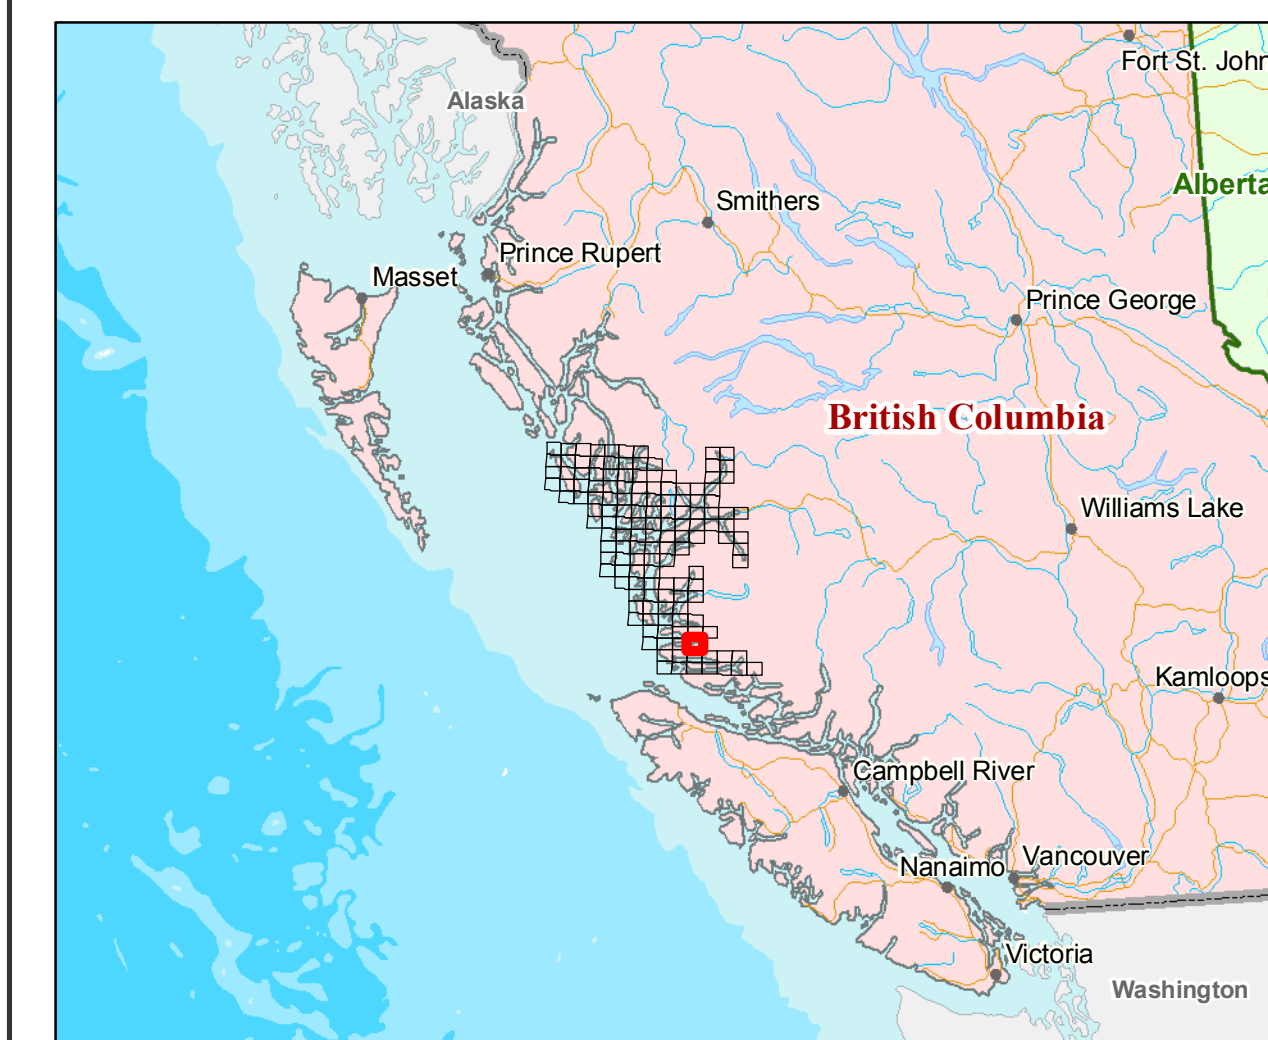 Fort St. John
Alaska
Alberta
Smithers
Prince Rupert
Masset
Prince George
British Columbia
Williams Lake
Kamloops
Campbell River
Vancouver
Nanaimo
Victoria
Washington